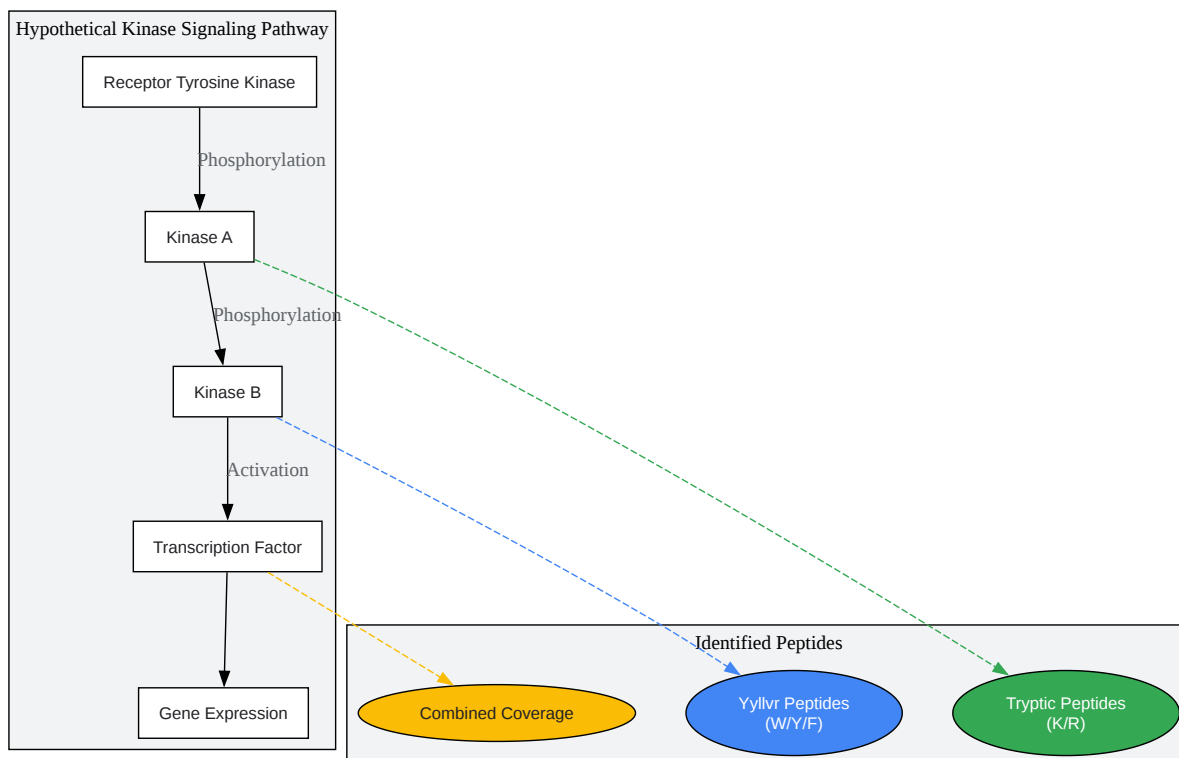 Hypothetical Kinase Signaling Pathway
Receptor Tyrosine Kinase
Phosphorylation
Kinase A
Phosphorylation
Kinase B
Activation
Transcription Factor
Gene Expression
Identified Peptides
Combined Coverage
Yyllvr Peptides
(W/Y/F)
Tryptic Peptides
(K/R)